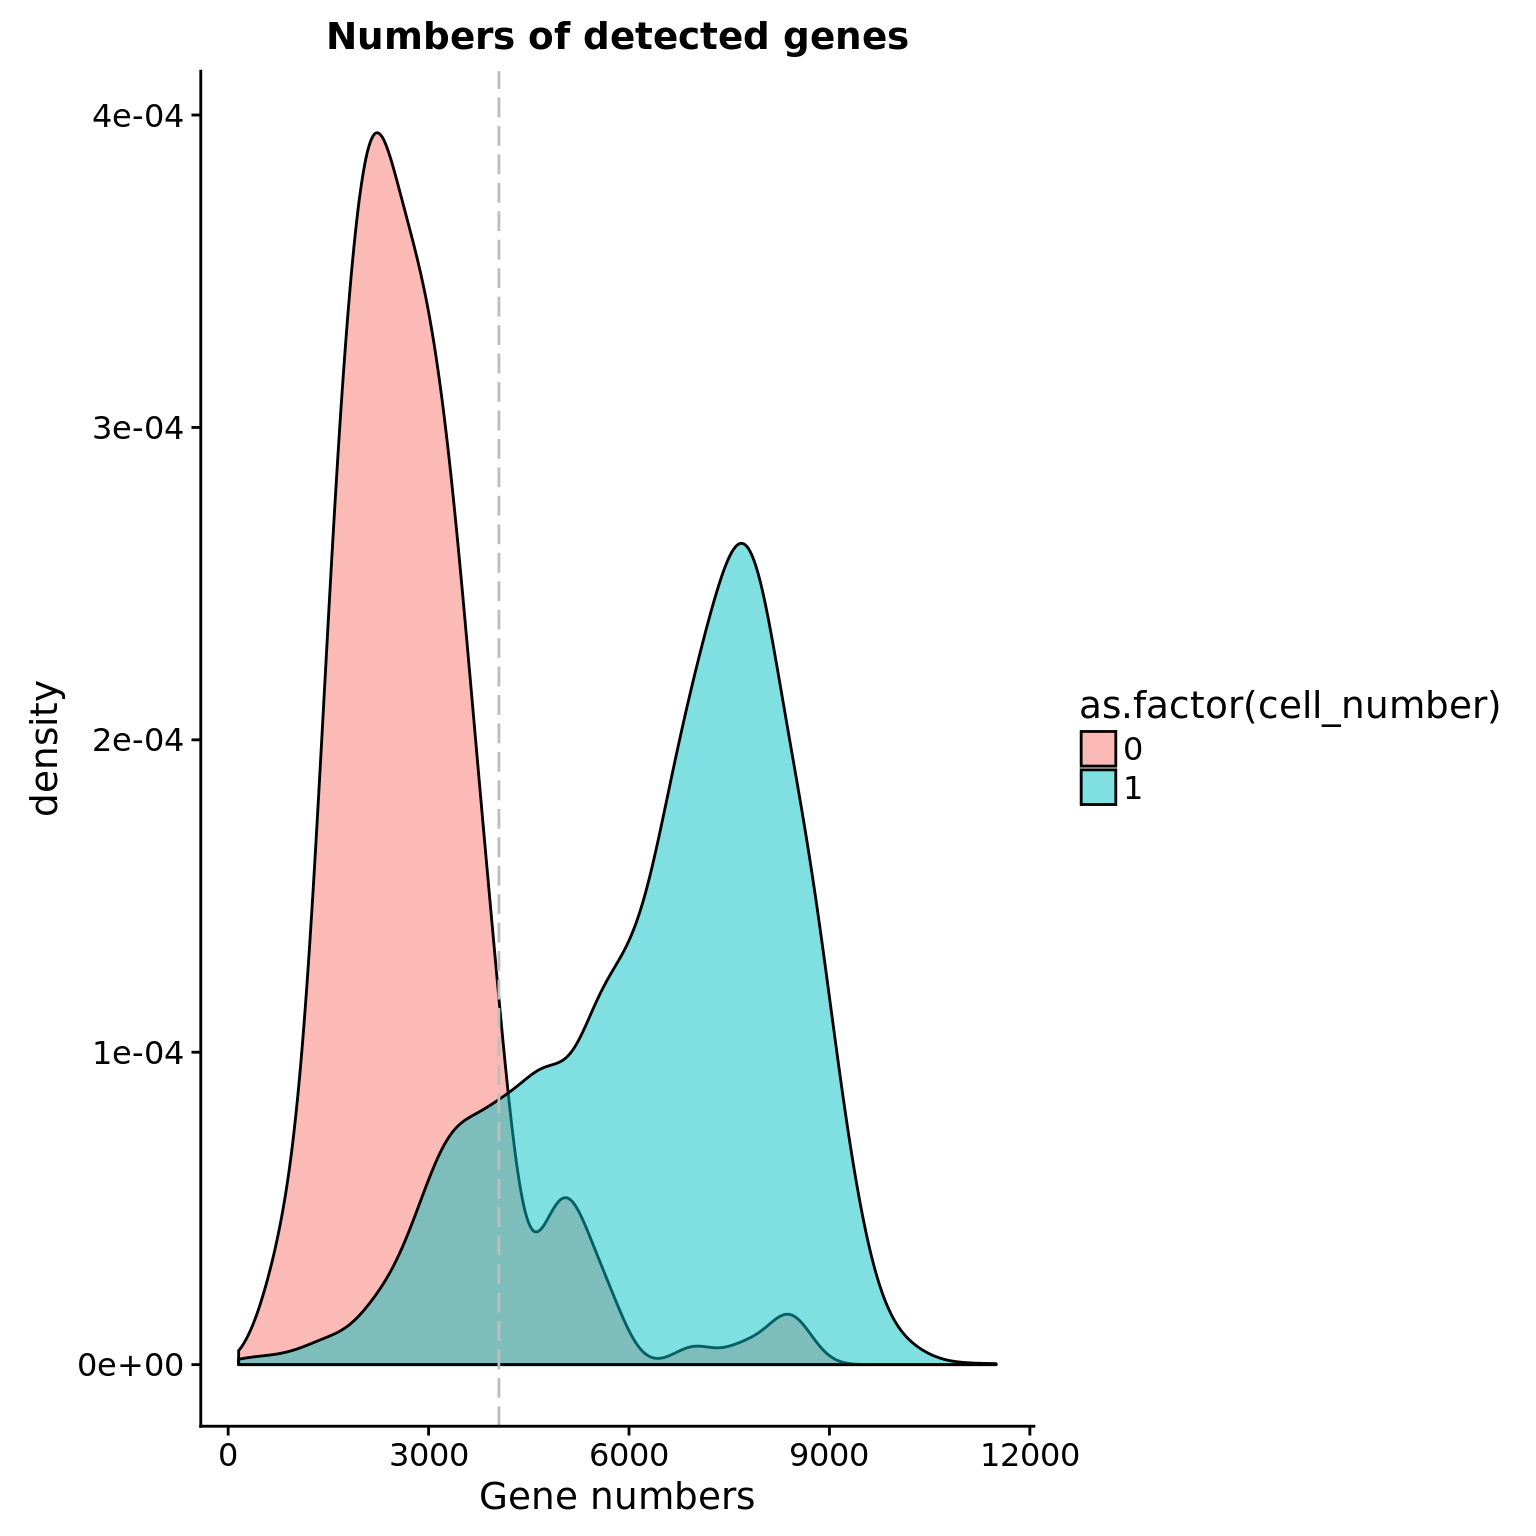 Numbers of detected genes
4e-04
3e-04
2e-04
1e-04
0e+00
density
0 3000 6000 9000 12000
Gene numbers
as.factor(cell_number)
0
1